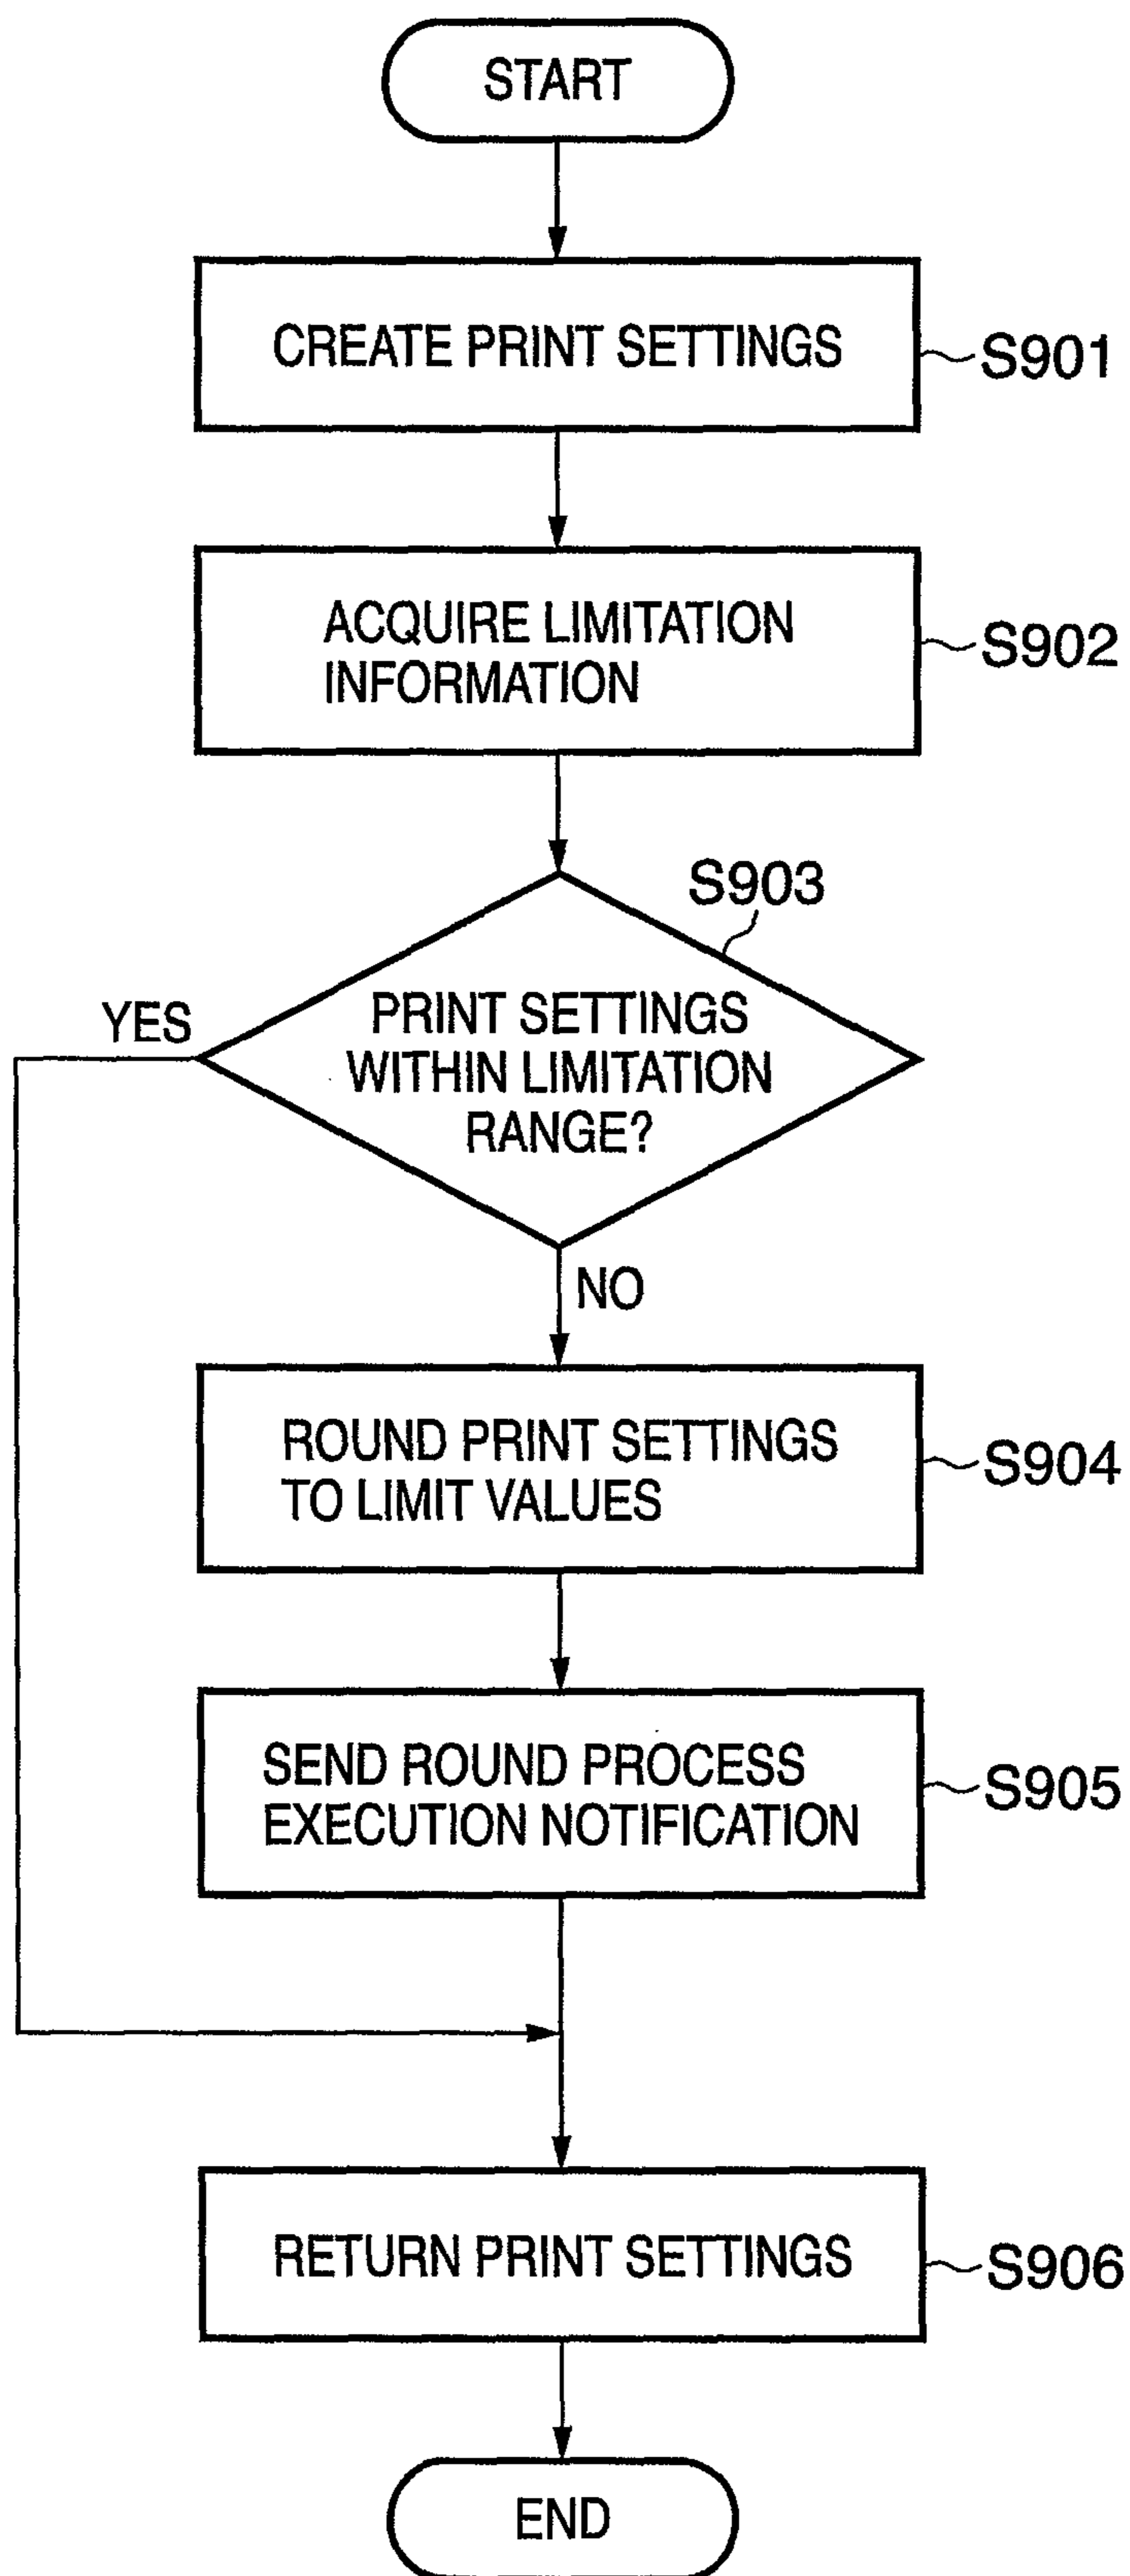 START
CREATE PRINT SETTINGS
S901
ACQUIRE LIMITATION
INFORMATION
S902
S903
YES
PRINT SETTINGS
WITHIN LIMITATION
RANGE?
NO
ROUND PRINT SETTINGS
TO LIMIT VALUES
S904
SEND ROUND PROCESS
EXECUTION NOTIFICATION
S905
RETURN PRINT SETTINGS
S906
END